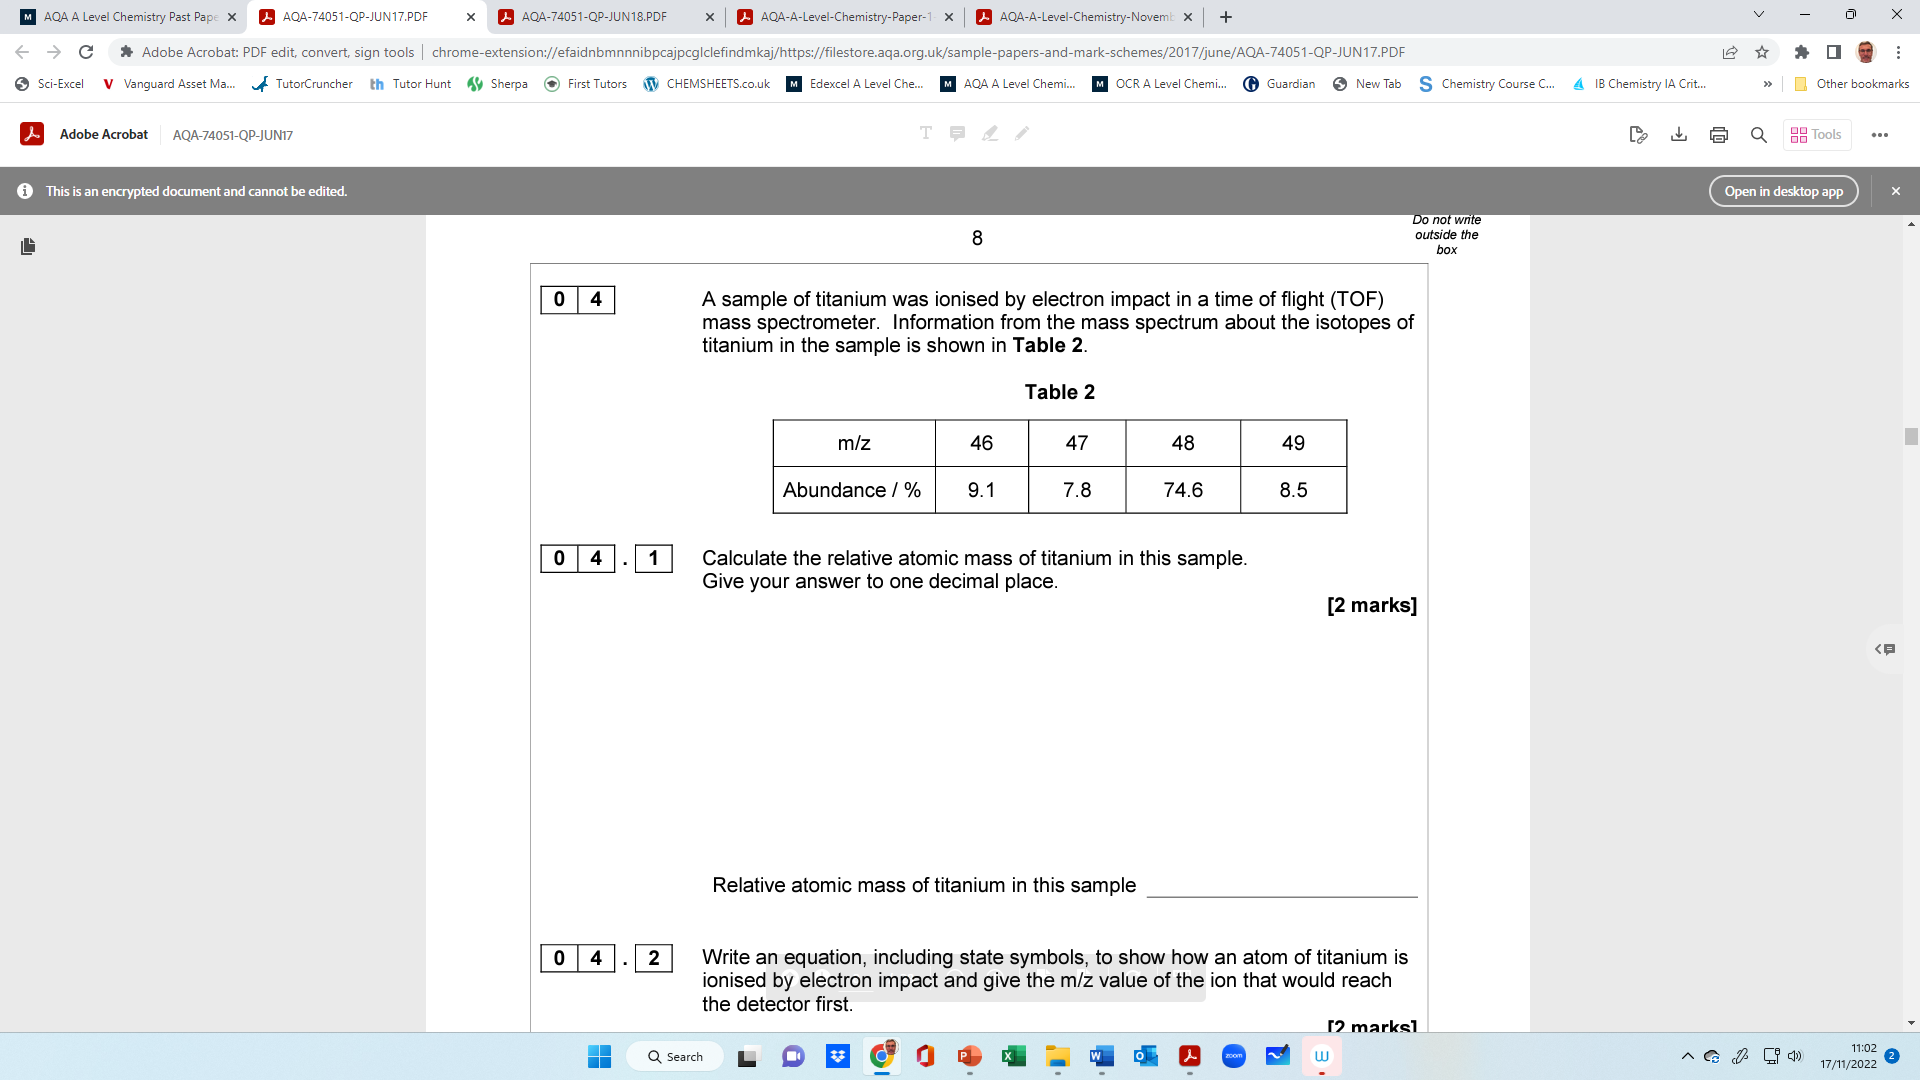 AQA A Level Chemistry Past Pape
AQA-74051-QP-JUN17.PDF
AQA-74051-QP-JUN18.PDF
AQA-A-Level-Chemistry-Paper-1
AQA-A-Level-Chemistry-Novemb
Adobe Acrobat: PDF edit, convert, sign tools
chrome-extension://efaidnbmnnnibpcajpcglclefindmkaj/https://filestore.aqa.org.uk/sample-papers-and-mark-schemes/2017/june/AQA-74051-QP-JUN17.PDF
Sci-Excel
Vanguard Asset Ma...
TutorCruncher
Tutor Hunt
Sherpa
First Tutors
CHEMSHEETS.co.uk
Edexcel A Level Che...
AQA A Level Chemi...
OCR A Level Chemi...
Guardian
New Tab
Chemistry Course C...
IB Chemistry IA Crit...
»
Other bookmarks
Adobe Acrobat
AQA-74051-QP-JUN17
Tools
This is an encrypted document and cannot be edited.
Open in desktop app
Do not write
outside the
box
8
0 4
A sample of titanium was ionised by electron impact in a time of flight (TOF)
mass spectrometer. Information from the mass spectrum about the isotopes of
titanium in the sample is shown in Table 2.
Table 2
m/z 46 47 48 49
Abundance / % 9.1 7.8 74.6 8.5
0 4 . 1
Calculate the relative atomic mass of titanium in this sample.
Give your answer to one decimal place.
[2 marks]
Relative atomic mass of titanium in this sample
0 4 . 2
Write an equation, including state symbols, to show how an atom of titanium is
ionised by electron impact and give the m/z value of the ion that would reach
the detector first.
[2 marks]
Search
zoom
11:02
17/11/2022
2